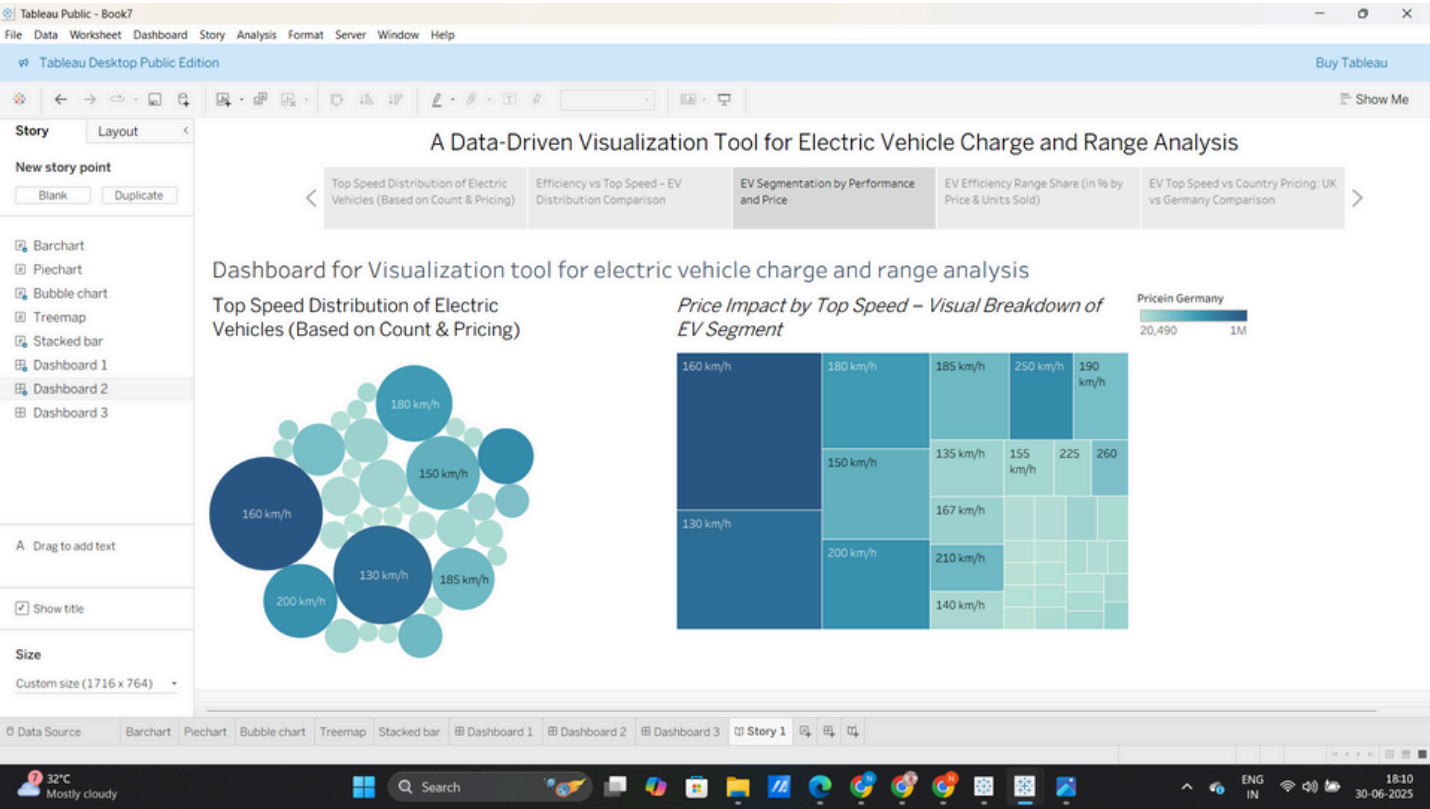 Tableau Public - Book7
File Data Worksheet Dashboard Story Analysis Format Server Window Help
Tableau Desktop Public Edition
Buy Tableau
Show Me
Story Layout
New story point
Blank Duplicate
Barchart
Piechart
Bubble chart
Treemap
Stacked bar
Dashboard 1
Dashboard 2
Dashboard 3
A Drag to add text
Show title
Size
Custom size (1716 x 764)
A Data-Driven Visualization Tool for Electric Vehicle Charge and Range Analysis
Top Speed Distribution of Electric
Vehicles (Based on Count & Pricing)
Efficiency vs Top Speed – EV
Distribution Comparison
EV Segmentation by Performance
and Price
EV Efficiency Range Share (in % by
Price & Units Sold)
EV Top Speed vs Country Pricing: UK
vs Germany Comparison
Dashboard for Visualization tool for electric vehicle charge and range analysis
Top Speed Distribution of Electric
Vehicles (Based on Count & Pricing)
180 km/h
150 km/h
160 km/h
130 km/h
185 km/h
200 km/h
Price Impact by Top Speed – Visual Breakdown of
EV Segment
160 km/h
180 km/h
185 km/h
250 km/h
190
km/h
150 km/h
135 km/h
155
km/h
225
260
130 km/h
167 km/h
200 km/h
210 km/h
140 km/h
Pricein Germany
20,490 1M
Data Source Barchart Piechart Bubble chart Treemap Stacked bar Dashboard 1 Dashboard 2 Dashboard 3 Story 1
7
32°C
Mostly cloudy
Search
ENG
IN
18:10
30-06-2025